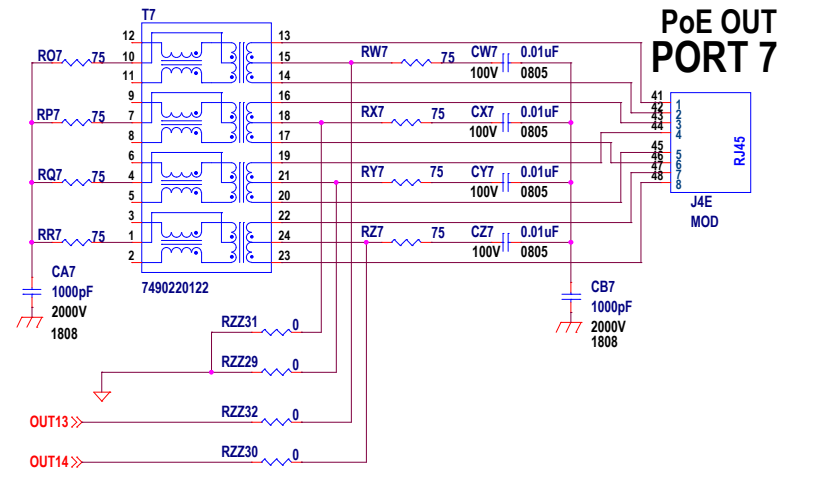 T7
PoE OUT
PORT 7
12
10
11
9
7
8
6
4
5
3
1
2
13
15
14
16
18
17
19
21
20
22
24
23
RO7 75
RP7 75
RQ7 75
RR7 75
RW7 75 CW7 0.01uF
100V 0805
RX7 75 CX7 0.01uF
100V 0805
RY7 75 CY7 0.01uF
100V 0805
RZ7 75 CZ7 0.01uF
100V 0805
41
42
43
44
45
46
47
48
1
2
3
4
5
6
7
8
RJ45
J4E
MOD
CA7
1000pF
2000V
1808
7490220122
CB7
1000pF
2000V
1808
RZZ31 0
RZZ29 0
OUT13 RZZ32 0
OUT14 RZZ30 0